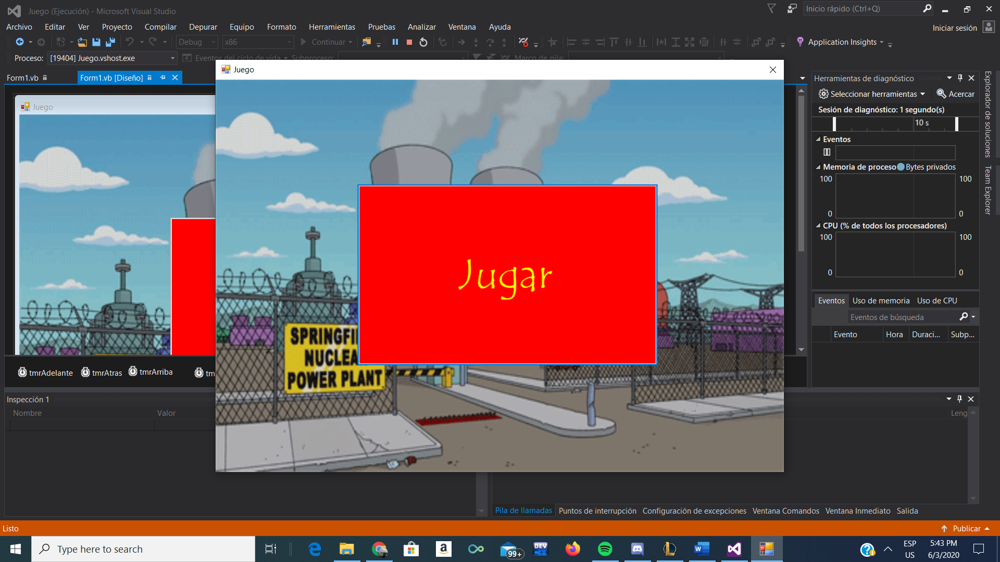 Juego (Ejecución) - Microsoft Visual Studio
Inicio rápido (Ctrl+Q)
Archivo Editar Ver Proyecto Compilar Depurar Equipo Formato Herramientas Pruebas Analizar Ventana Ayuda
Iniciar sesión
Debug x86 Continuar Application Insights
Proceso: [19404] Juego.vshost.exe Eventos del ciclo de vida Subproceso: Marco de pila:
Form1.vb Form1.vb [Diseño]
Juego
Juego
Jugar
SPRINGFI
NUCLEA
POWER PLANT
tmrAdelante tmrAtras tmrArriba tm
Herramientas de diagnóstico
Seleccionar herramientas Acercar
Sesión de diagnóstico: 1 segundo(s)
10 s
Eventos
Memoria de proceso Bytes privados
100 100
0 0
CPU (% de todos los procesadores)
100 100
0 0
Eventos Uso de memoria Uso de CPU
Eventos de búsqueda
Evento Hora Duraci... Subp...
Explorador de soluciones
Team Explorer
Inspección 1
Nombre Valor
Leng
Pila de llamadas Puntos de interrupción Configuración de excepciones Ventana Comandos Ventana Inmediato Salida
Listo
Publicar
Type here to search
a
99+
DEV
C++
W
ESP
US
5:43 PM
6/3/2020